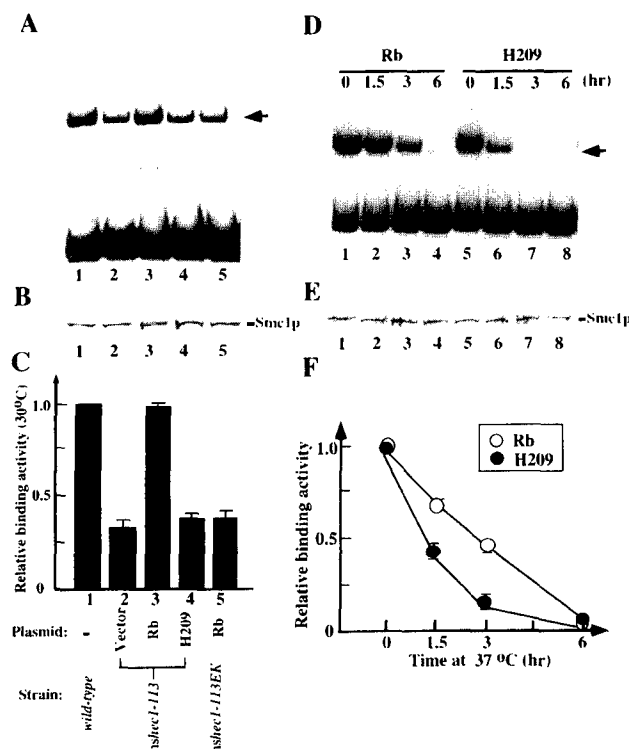 A
1 2 3 4 5
B
-Smc1p
1 2 3 4 5
C
Relative binding activity (30°C)
1.0
0.5
0
1 2 3 4 5
Plasmid: - Vector Rb H209 Rb
Strain: wild-type tshec1-113 tshec1-113EK
D
Rb H209
0 1.5 3 6 0 1.5 3 6 (hr)
1 2 3 4 5 6 7 8
E
-Smc1p
1 2 3 4 5 6 7 8
F
Relative binding activity
1.0
0.5
0
Rb
H209
0 1.5 3 6
Time at 37 °C (hr)